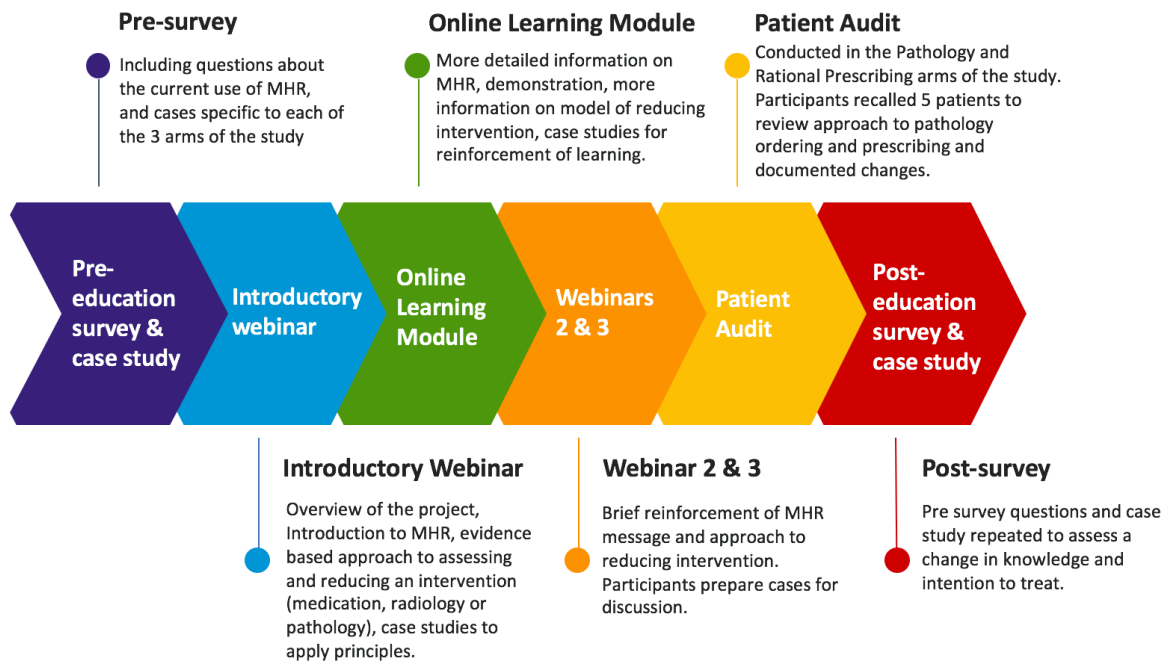 Pre-survey
Including questions about
the current use of MHR,
and cases specific to each of
the 3 arms of the study
Online Learning Module
More detailed information on
MHR, demonstration, more
information on model of reducing
intervention, case studies for
reinforcement of learning.
Patient Audit
Conducted in the Pathology and
Rational Prescribing arms of the study.
Participants recalled 5 patients to
review approach to pathology
ordering and prescribing and
documented changes.
Pre-
education
survey &
case study
Introductory
webinar
Online
Learning
Module
Webinars
2 & 3
Patient
Audit
Post-
education
survey &
case study
Introductory Webinar
Overview of the project,
Introduction to MHR, evidence
based approach to assessing
and reducing an intervention
(medication, radiology or
pathology), case studies to
apply principles.
Webinar 2 & 3
Brief reinforcement of MHR
message and approach to
reducing intervention.
Participants prepare cases for
discussion.
Post-survey
Pre survey questions and case
study repeated to assess a
change in knowledge and
intention to treat.